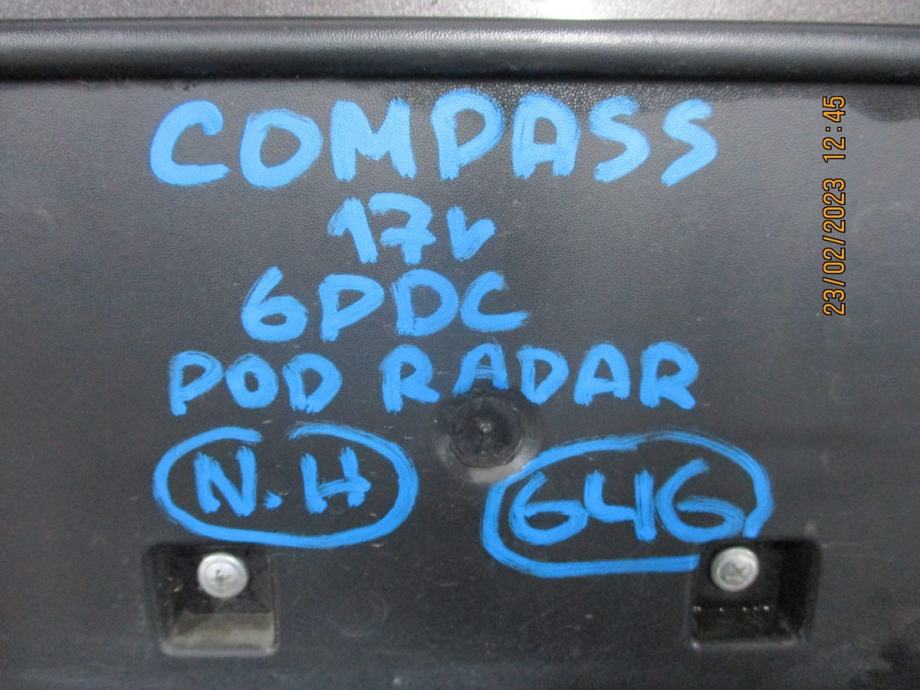 COMPASS
17v
6PDC
POD RADAR
N.H
646
23/02/2023 12:45